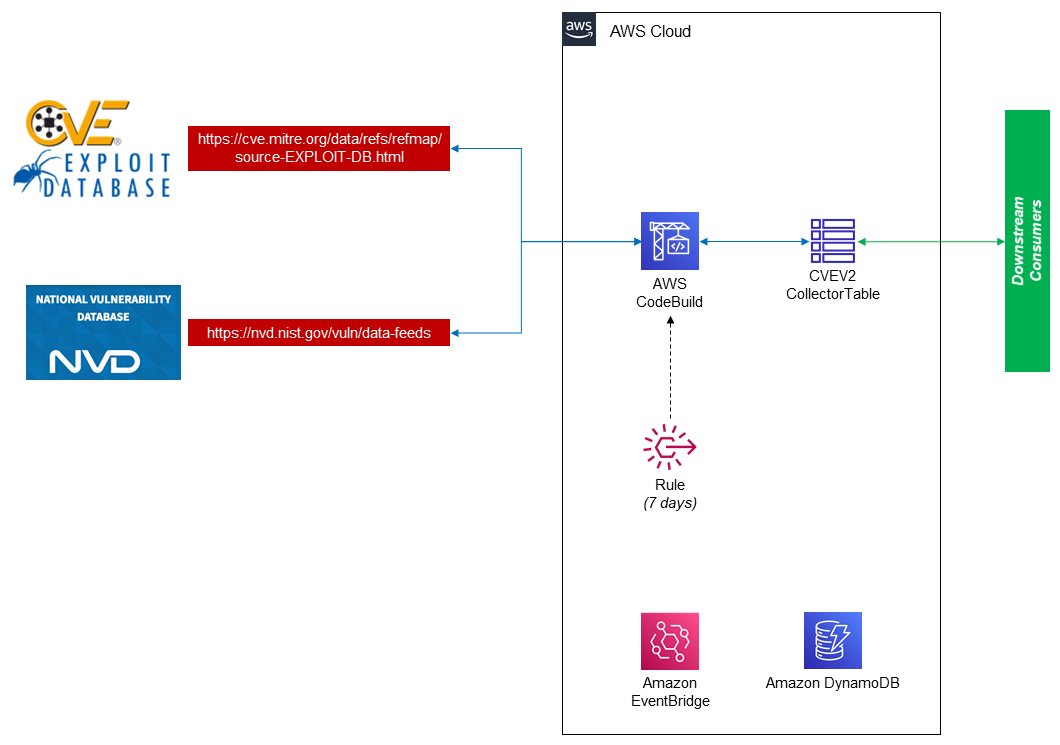 aws
AWS Cloud
CVE
®
EXPLOIT
DATABASE
https://cve.mitre.org/data/refs/refmap/
source-EXPLOIT-DB.html
NATIONAL VULNERABILITY
DATABASE
NVD
https://nvd.nist.gov/vuln/data-feeds
AWS
CodeBuild
CVEV2
CollectorTable
Downstream
Consumers
Rule
(7 days)
Amazon
EventBridge
Amazon DynamoDB